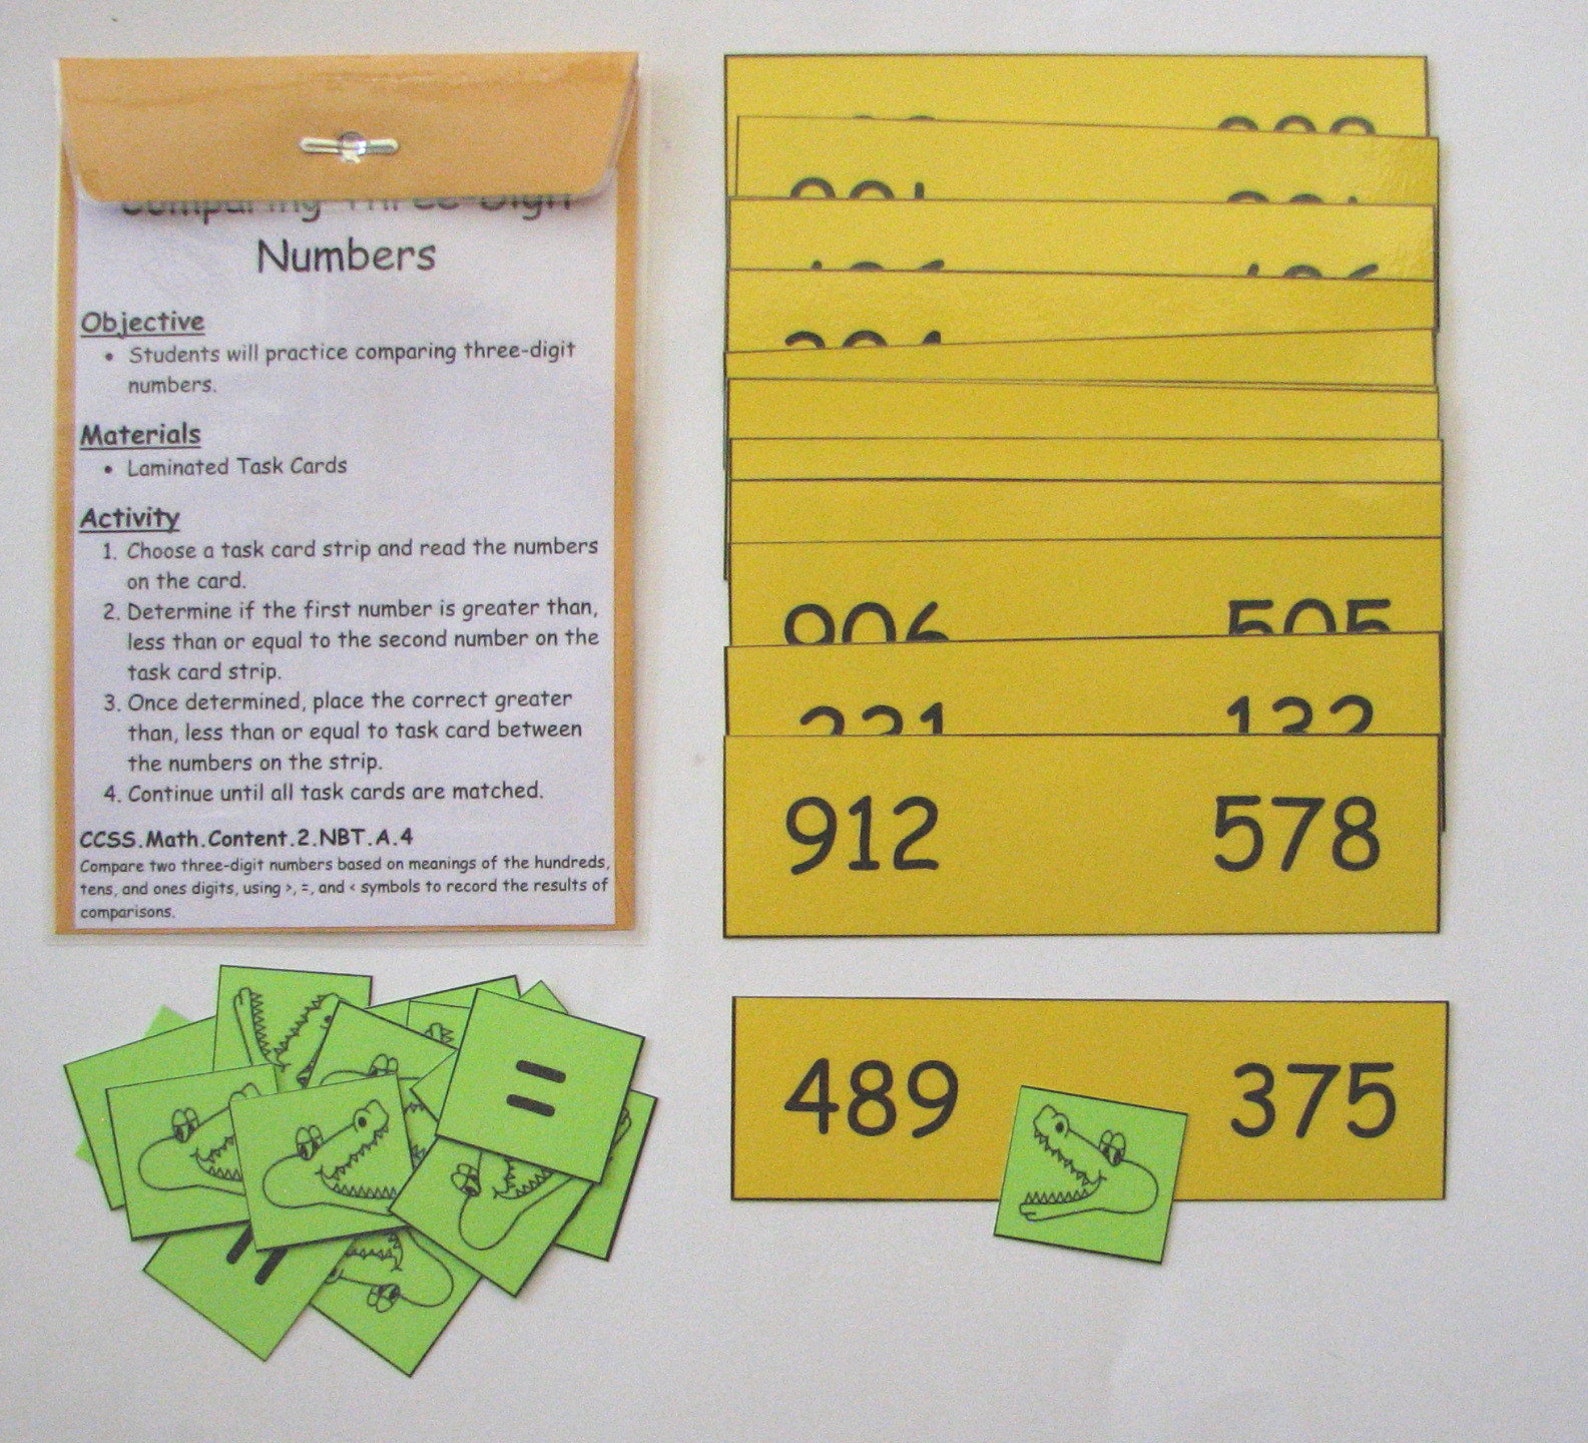 Comparing Three-Digit
Numbers
Objective
• Students will practice comparing three-digit
numbers.
Materials
• Laminated Task Cards
Activity
1. Choose a task card strip and read the numbers
on the card.
2. Determine if the first number is greater than,
less than or equal to the second number on the
task card strip.
3. Once determined, place the correct greater
than, less than or equal to task card between
the numbers on the strip.
4. Continue until all task cards are matched.
CCSS.Math.Content.2.NBT.A.4
Compare two three-digit numbers based on meanings of the hundreds,
tens, and ones digits, using >, =, and < symbols to record the results of
comparisons.
906 505
912 578
489 375
=
=